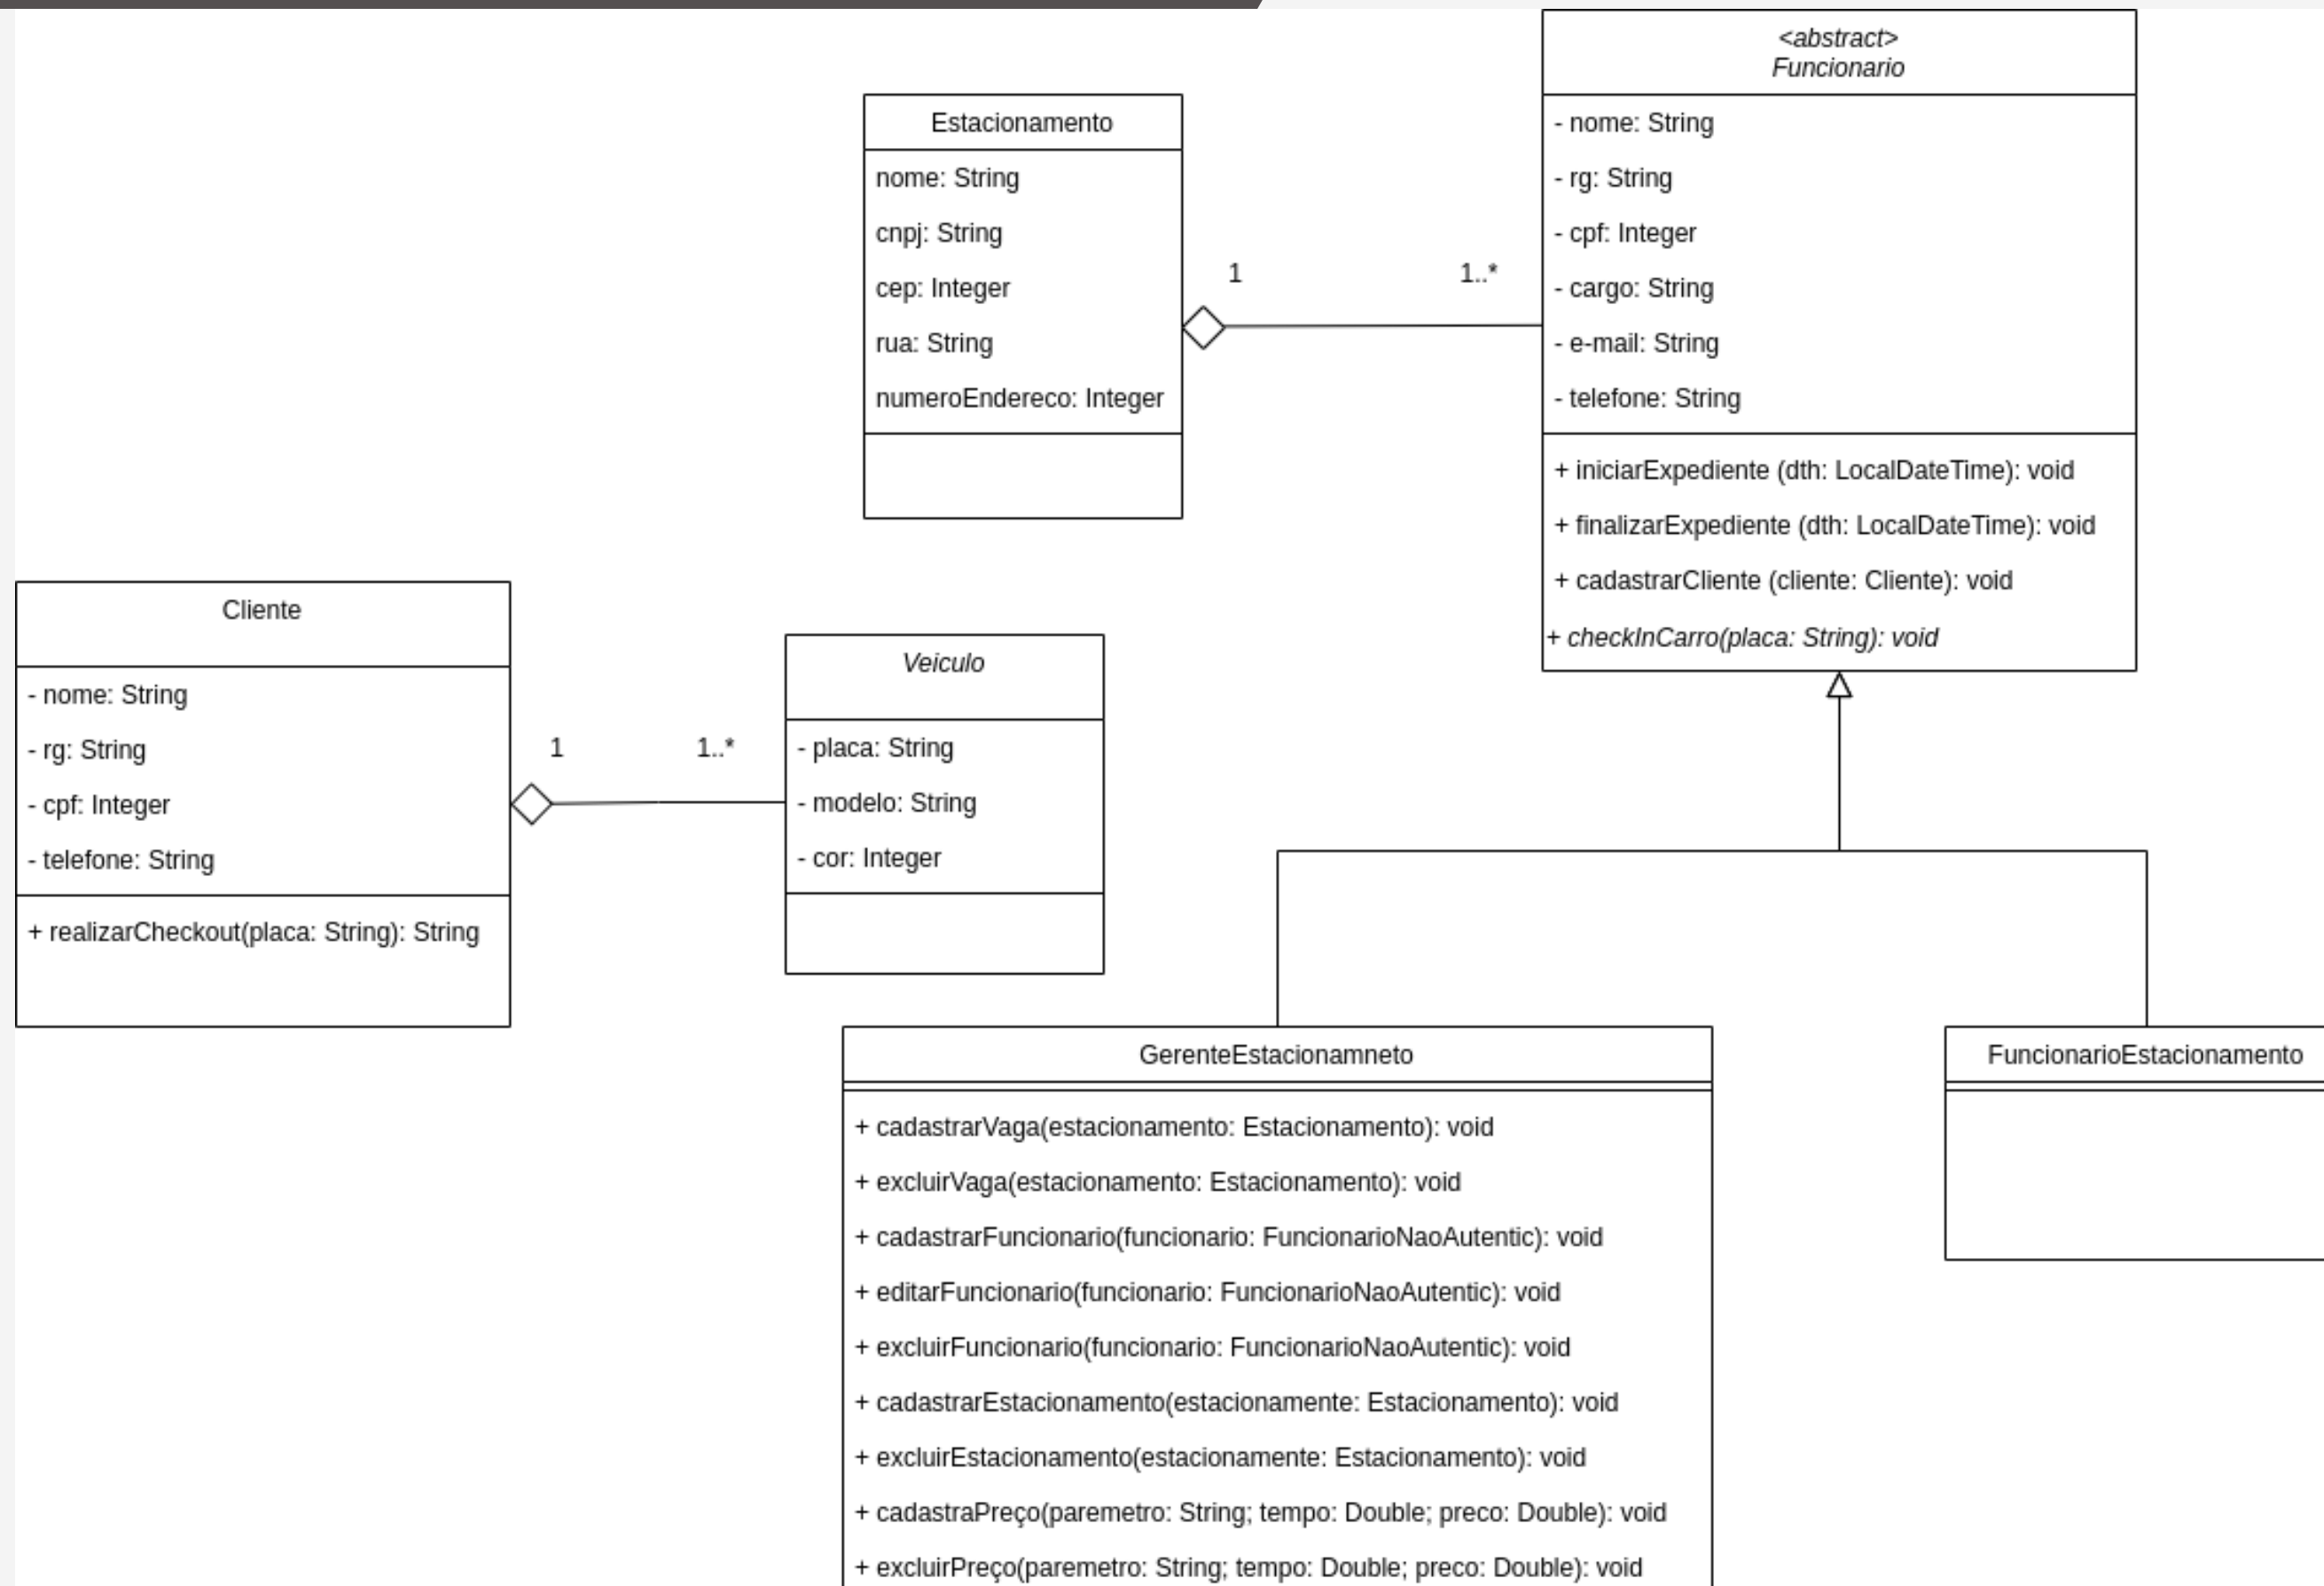 <abstract>
Funcionario
- nome: String
- rg: String
- cpf: Integer
- cargo: String
- e-mail: String
- telefone: String
+ iniciarExpediente (dth: LocalDateTime): void
+ finalizarExpediente (dth: LocalDateTime): void
+ cadastrarCliente (cliente: Cliente): void
+ checkInCarro(placa: String): void
Estacionamento
nome: String
cnpj: String
cep: Integer
rua: String
numeroEndereco: Integer
1
1..*
Cliente
- nome: String
- rg: String
- cpf: Integer
- telefone: String
+ realizarCheckout(placa: String): String
1
1..*
Veiculo
- placa: String
- modelo: String
- cor: Integer
GerenteEstacionamneto
+ cadastrarVaga(estacionamento: Estacionamento): void
+ excluirVaga(estacionamento: Estacionamento): void
+ cadastrarFuncionario(funcionario: FuncionarioNaoAutentic): void
+ editarFuncionario(funcionario: FuncionarioNaoAutentic): void
+ excluirFuncionario(funcionario: FuncionarioNaoAutentic): void
+ cadastrarEstacionamento(estacionamente: Estacionamento): void
+ excluirEstacionamento(estacionamente: Estacionamento): void
+ cadastraPreço(paremetro: String; tempo: Double; preco: Double): void
+ excluirPreço(paremetro: String; tempo: Double; preco: Double): void
FuncionarioEstacionamento